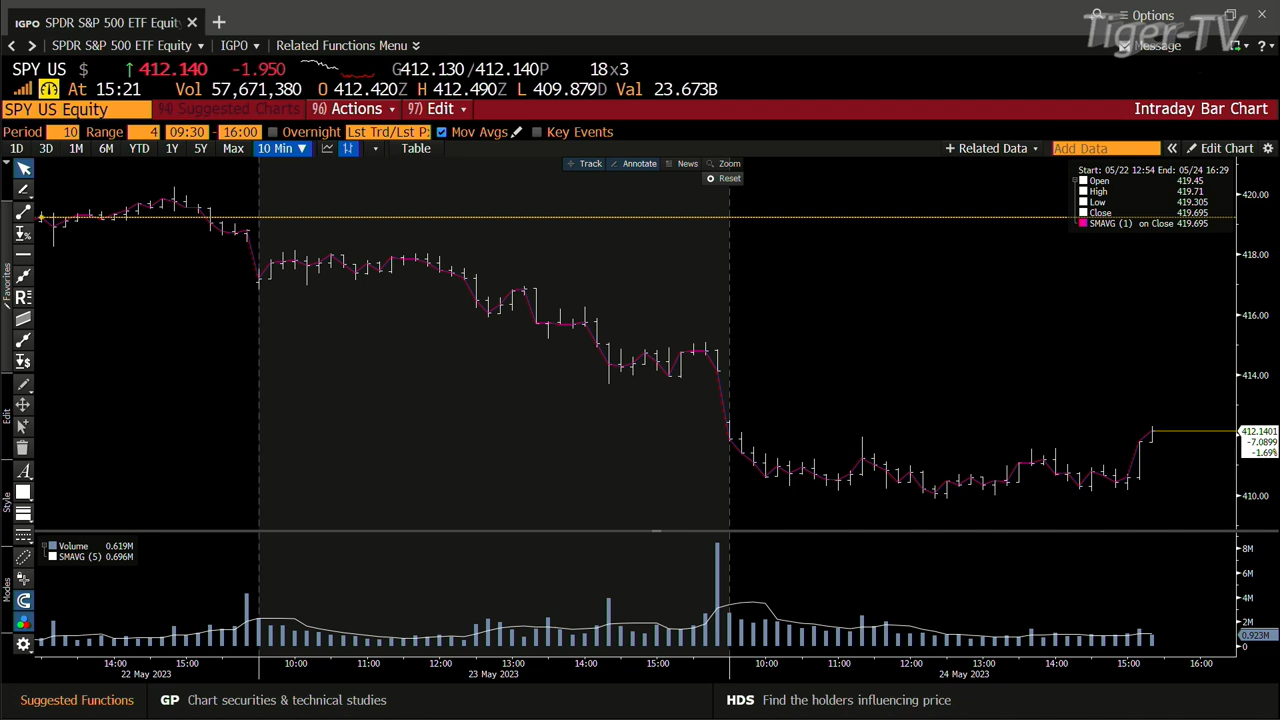 IGPO SPDR S&P 500 ETF Equity × +
Options
Tiger-TV
< > SPDR S&P 500 ETF Equity ▾ IGPO ▾ Related Functions Menu
Message
SPY US $ ↑ 412.140 -1.950 G412.130/412.140P 18x3
At 15:21 Vol 57,671,380 O 412.420Z H 412.490Z L 409.879D Val 23.673B
SPY US Equity 94) Suggested Charts 96) Actions 97) Edit Intraday Bar Chart
Period 10 Range 4 09:30 - 16:00 Overnight Lst Trd/Lst P: Mov Avgs Key Events
1D 3D 1M 6M YTD 1Y 5Y Max 10 Min ▼ Table + Related Data Add Data « Edit Chart
Track Annotate News Zoom
Reset
Start: 05/22 12:54 End: 05/24 16:29
Open 419.45
High 419.71
Low 419.305
Close 419.695
SMAVG (1) on Close 419.695
420.00
418.00
416.00
414.00
412.1401
-7.0899
-1.69%
410.00
Favorites
Edit
Style
Modes
Volume 0.619M
SMAVG (5) 0.696M
8M
6M
4M
2M
0.923M
0
14:00 15:00 10:00 11:00 12:00 13:00 14:00 15:00 10:00 11:00 12:00 13:00 14:00 15:00 16:00
22 May 2023 23 May 2023 24 May 2023
Suggested Functions GP Chart securities & technical studies HDS Find the holders influencing price